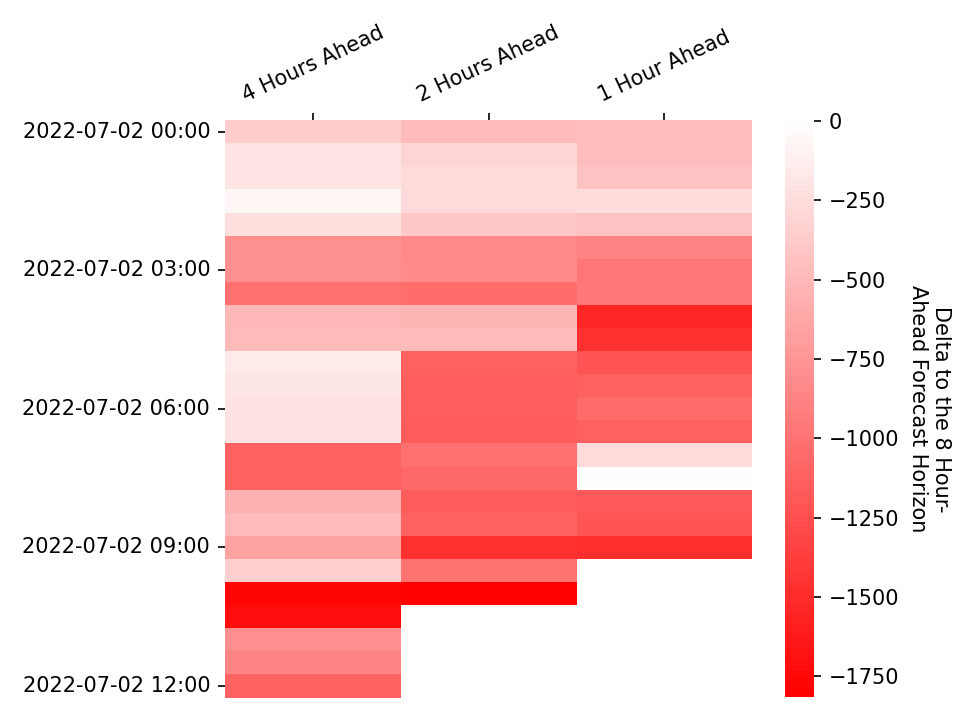 4 Hours Ahead
2 Hours Ahead
1 Hour Ahead
2022-07-02 00:00
2022-07-02 03:00
2022-07-02 06:00
2022-07-02 09:00
2022-07-02 12:00
0
−250
−500
−750
−1000
−1250
−1500
−1750
Delta to the 8 Hour-
Ahead Forecast Horizon